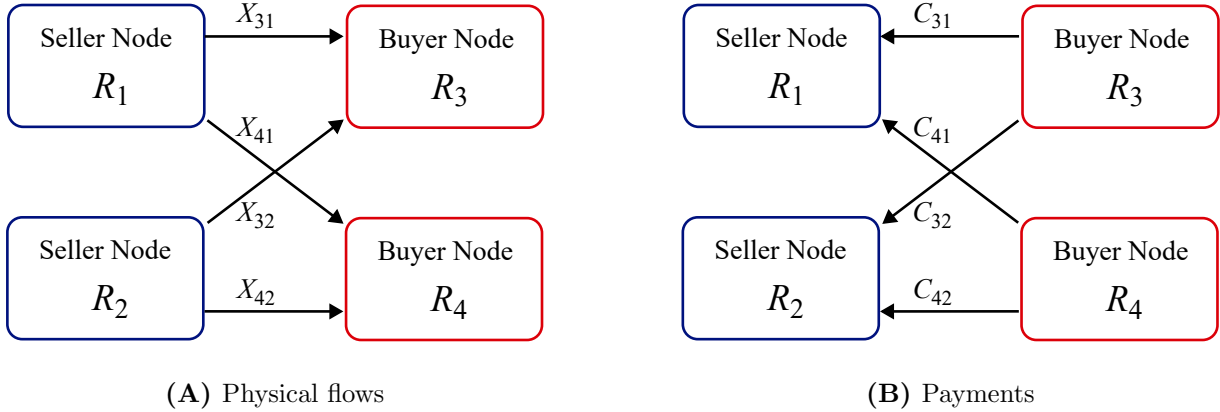 Seller Node
R1
X31
Buyer Node
R3
X41
X32
Seller Node
R2
X42
Buyer Node
R4
(A) Physical flows
Seller Node
R1
C31
Buyer Node
R3
C41
C32
Seller Node
R2
C42
Buyer Node
R4
(B) Payments